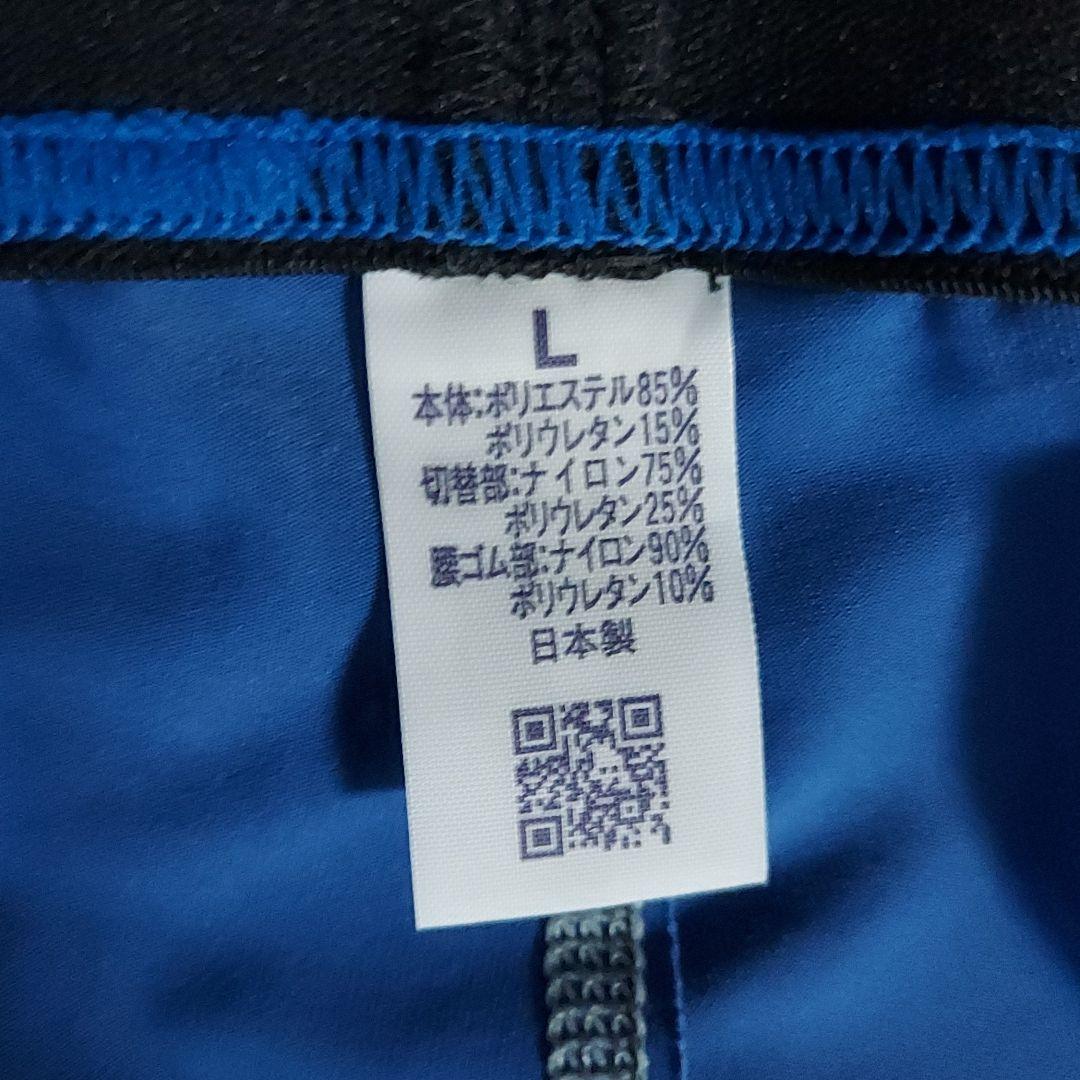 L
本体:ポリエステル85%
ポリウレタン15%
切替部:ナイロン75%
ポリウレタン25%
腰ゴム部:ナイロン90%
ポリウレタン10%
日本製